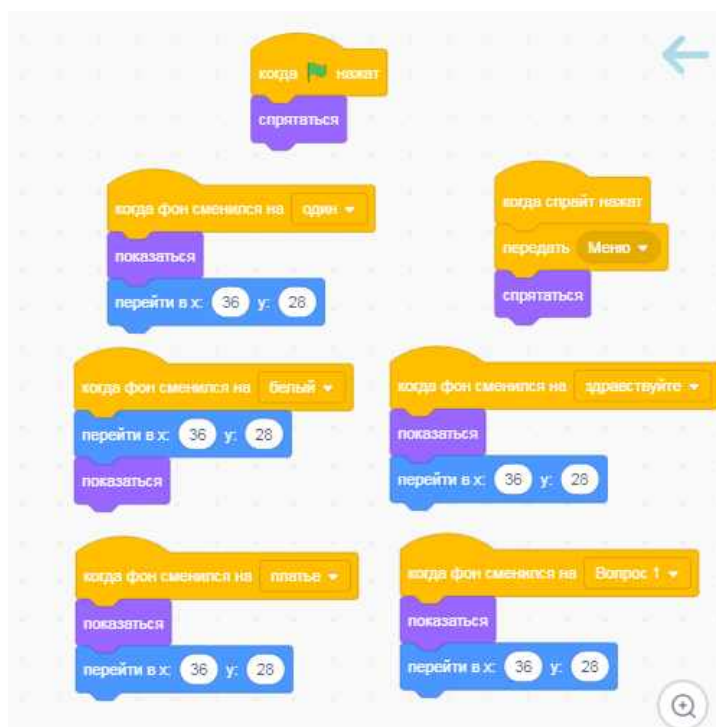 когда нажат
спрятаться
когда фон сменился на один
показаться
перейти в x: 36 y: 28
когда спрайт нажат
передать Меню
спрятаться
когда фон сменился на белый
перейти в x: 36 y: 28
показаться
когда фон сменился на здравствуйте
показаться
перейти в x: 36 y: 28
когда фон сменился на платье
показаться
перейти в x: 36 y: 28
когда фон сменился на Вопрос 1
показаться
перейти в x: 36 y: 28